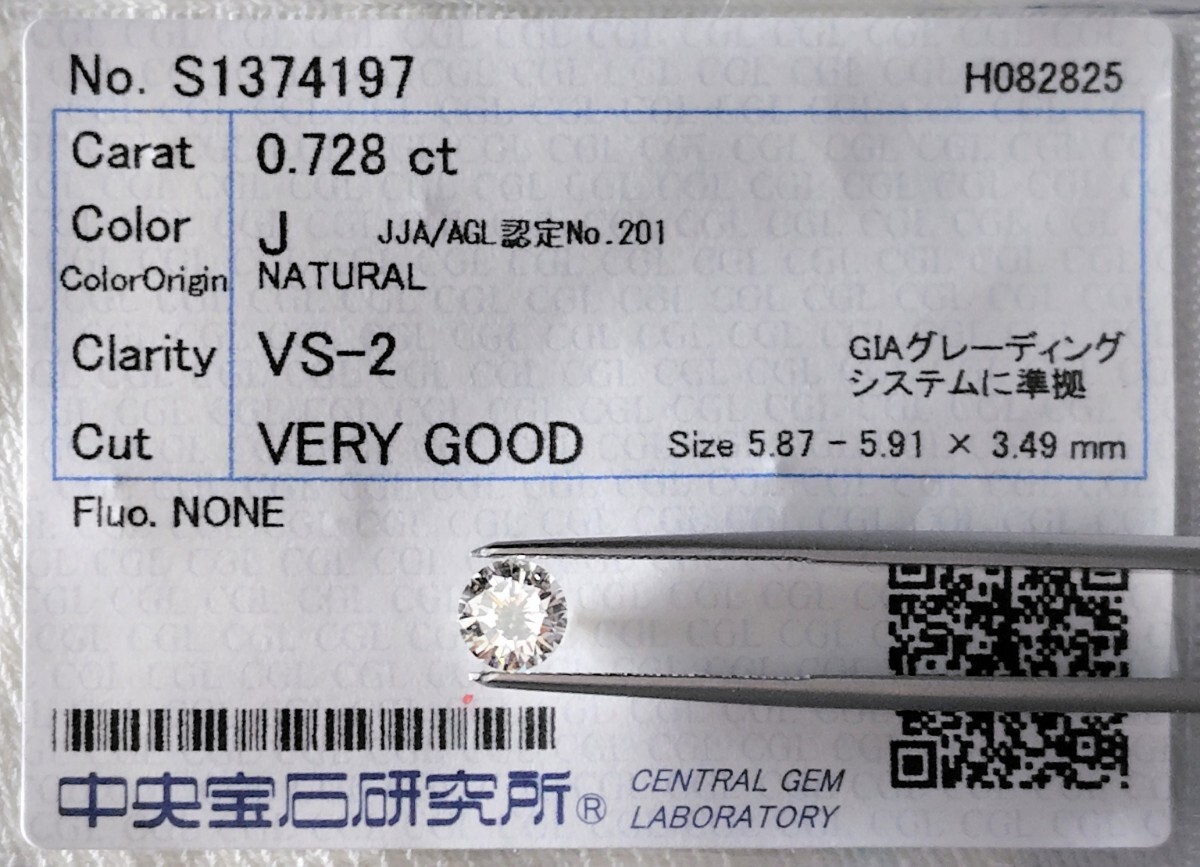 No. S1374197 H082825
Carat 0.728 ct
Color J JJA/AGL認定No.201
ColorOrigin NATURAL
Clarity VS-2 GIAグレーディング
システムに準拠
Cut VERY GOOD Size 5.87 - 5.91 × 3.49 mm
Fluo. NONE
中央宝石研究所® CENTRAL GEM
LABORATORY